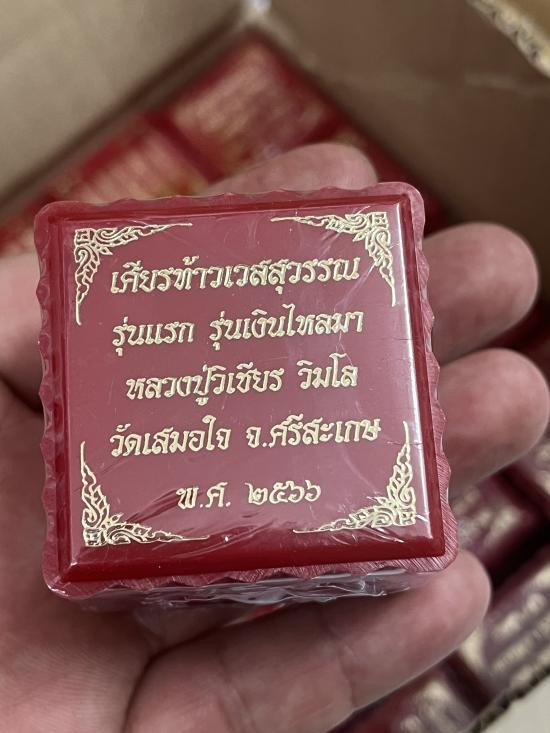 เศียรท้าวเวสสุวรรณ
รุ่นแรก รุ่นเงินไหลมา
หลวงปู่วิเชียร วิมโล
วัดเสมอใจ จ.ศรีสะเกษ
พ.ศ. ๒๕๖๖